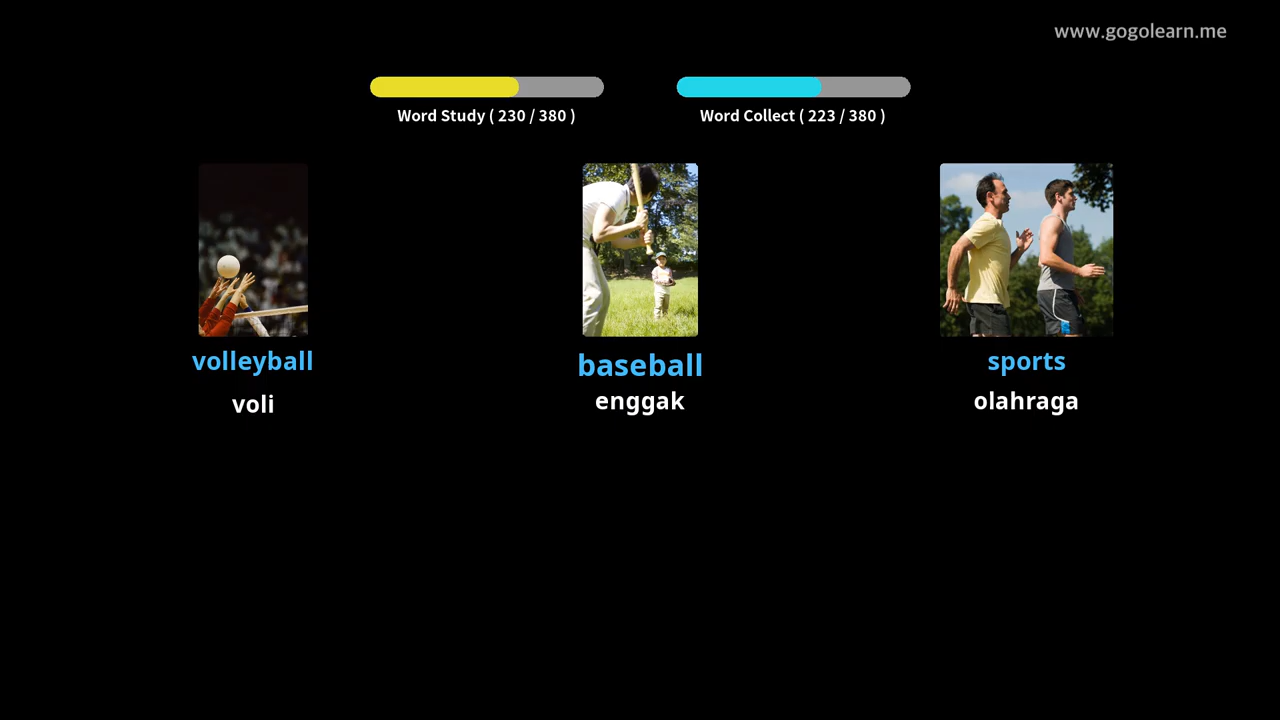 www.gogolearn.me
Word Study ( 230 / 380 )
Word Collect ( 223 / 380 )
volleyball
baseball
sports
voli
enggak
olahraga